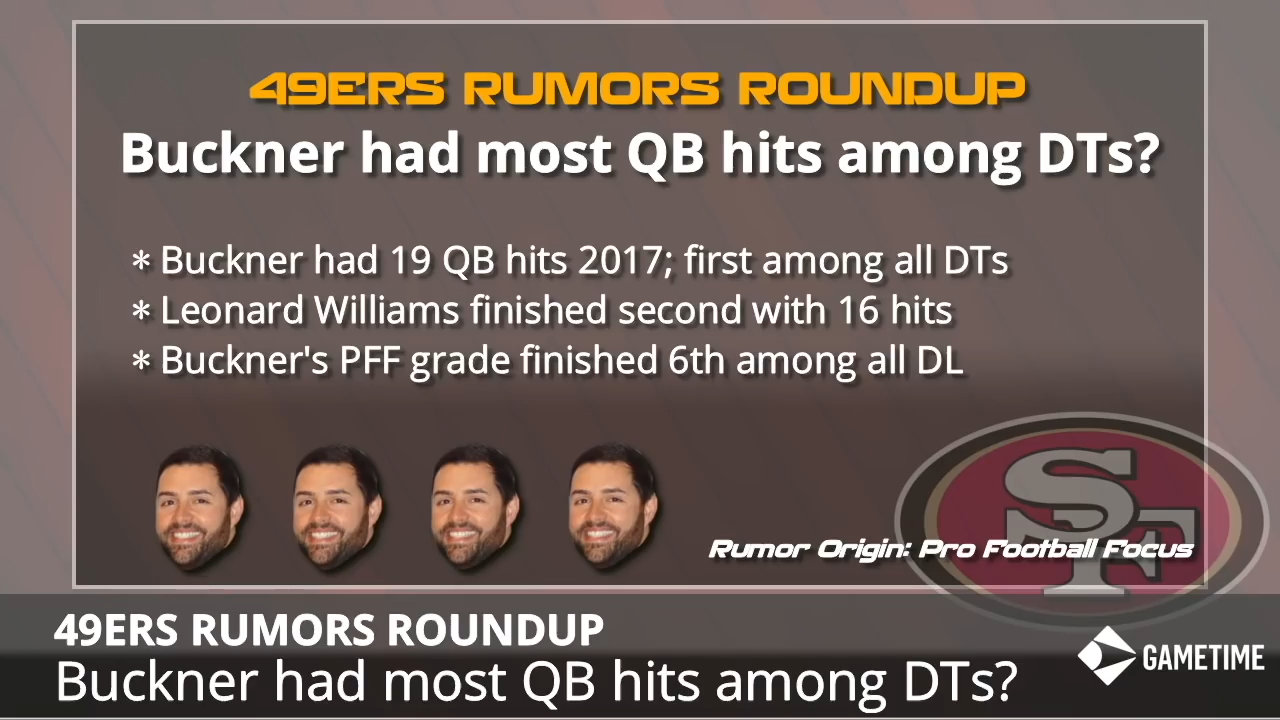 49ERS RUMORS ROUNDUP
Buckner had most QB hits among DTs?
* Buckner had 19 QB hits 2017; first among all DTs
* Leonard Williams finished second with 16 hits
* Buckner's PFF grade finished 6th among all DL
SF
Rumor Origin: Pro Football Focus
49ERS RUMORS ROUNDUP
Buckner had most QB hits among DTs?
GAMETIME